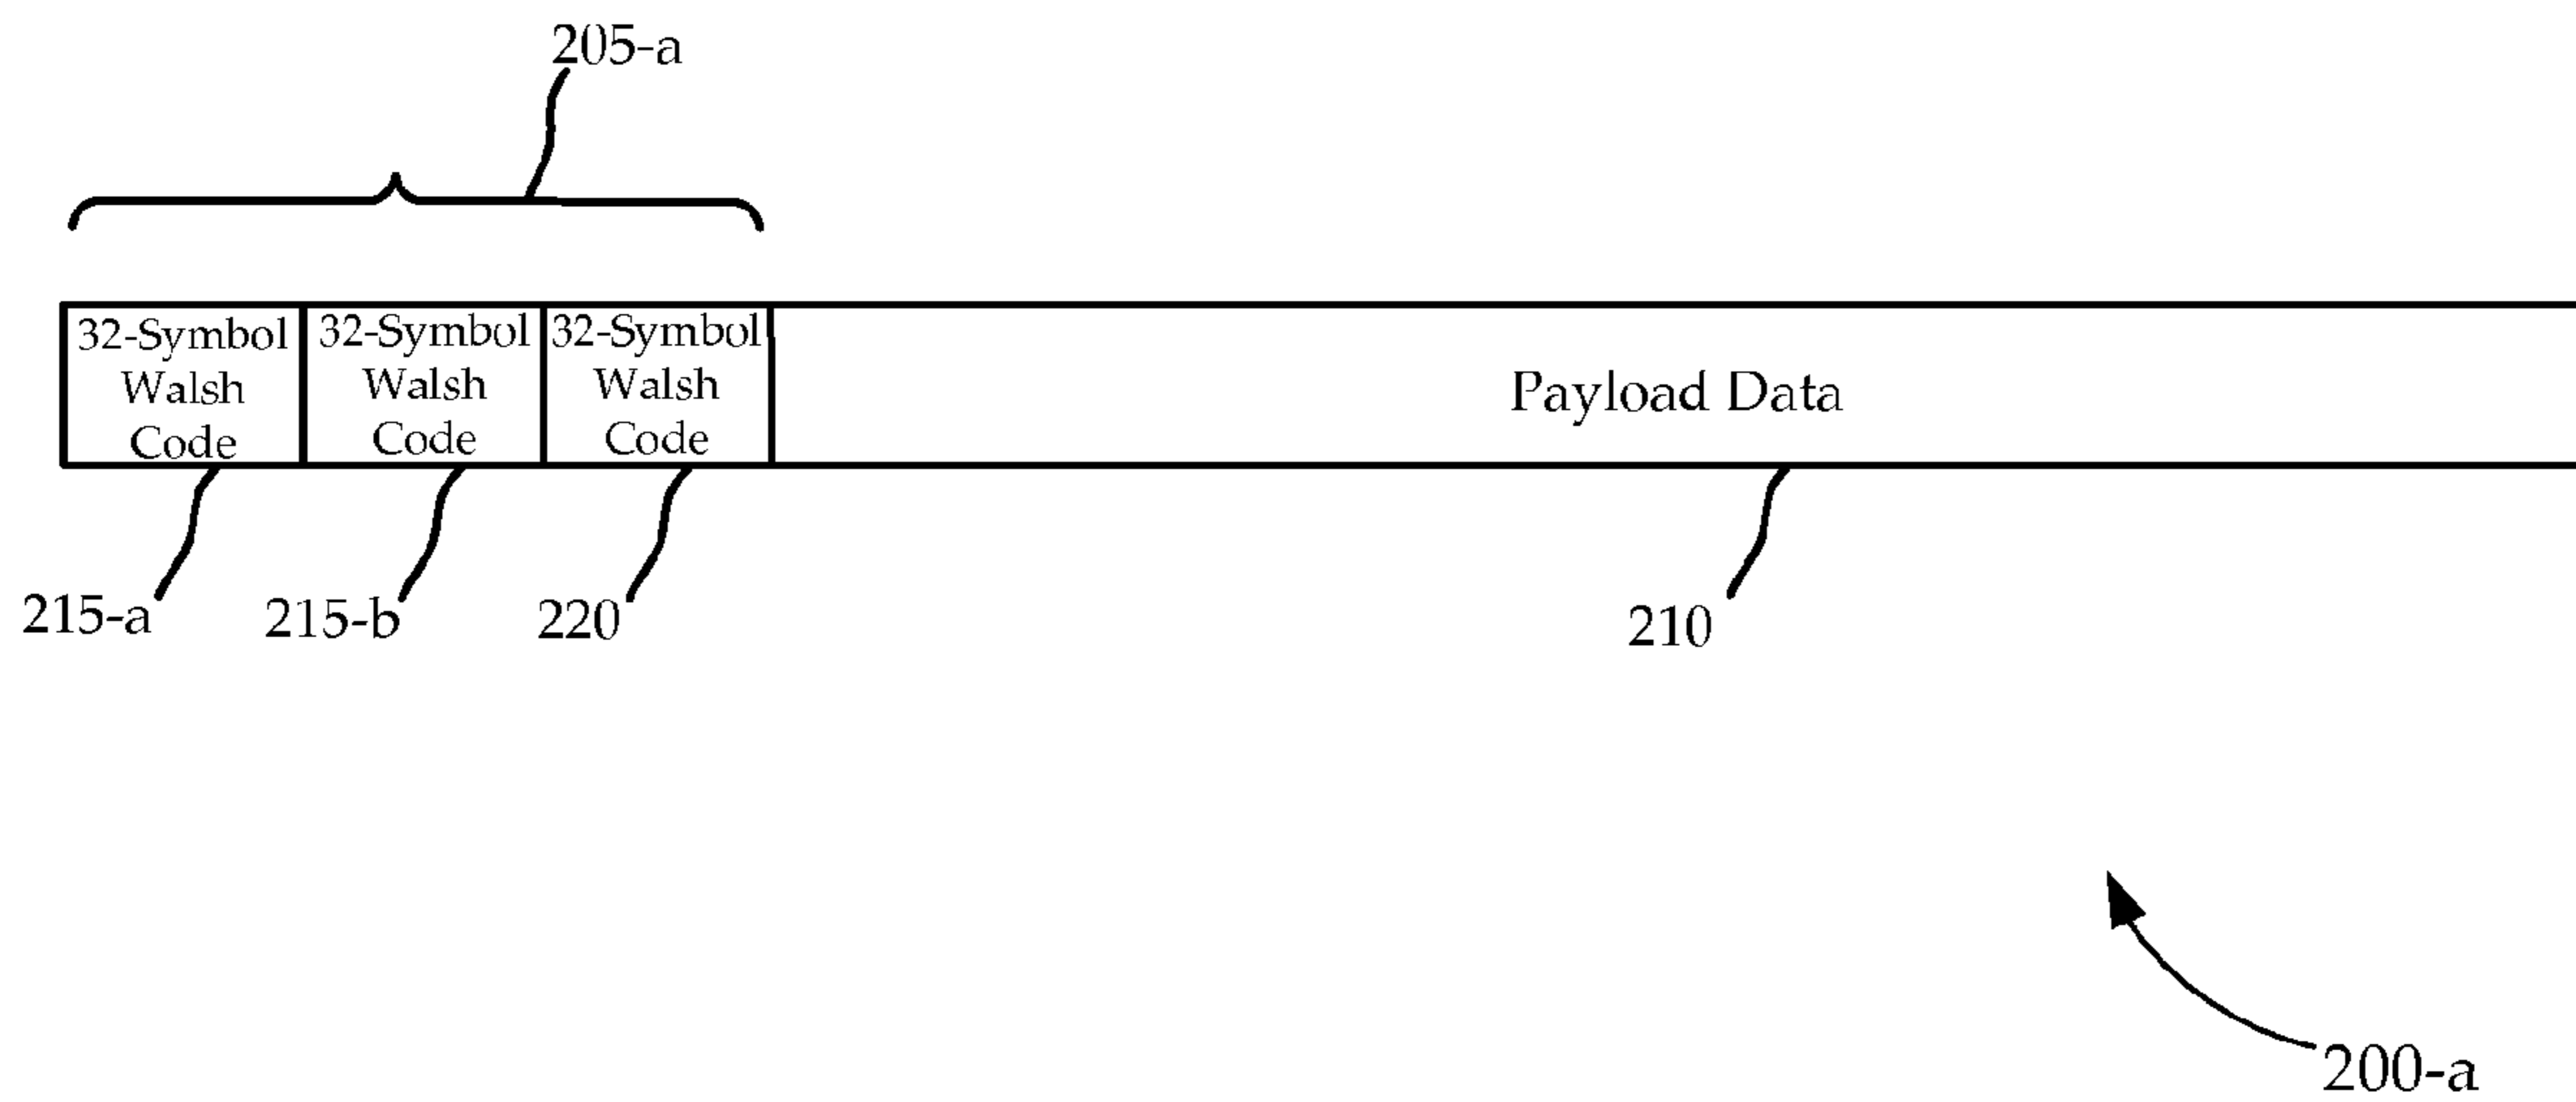 205-a
32-Symbol
Walsh
Code
32-Symbol
Walsh
Code
32-Symbol
Walsh
Code
Payload Data
215-a
215-b
220
210
200-a